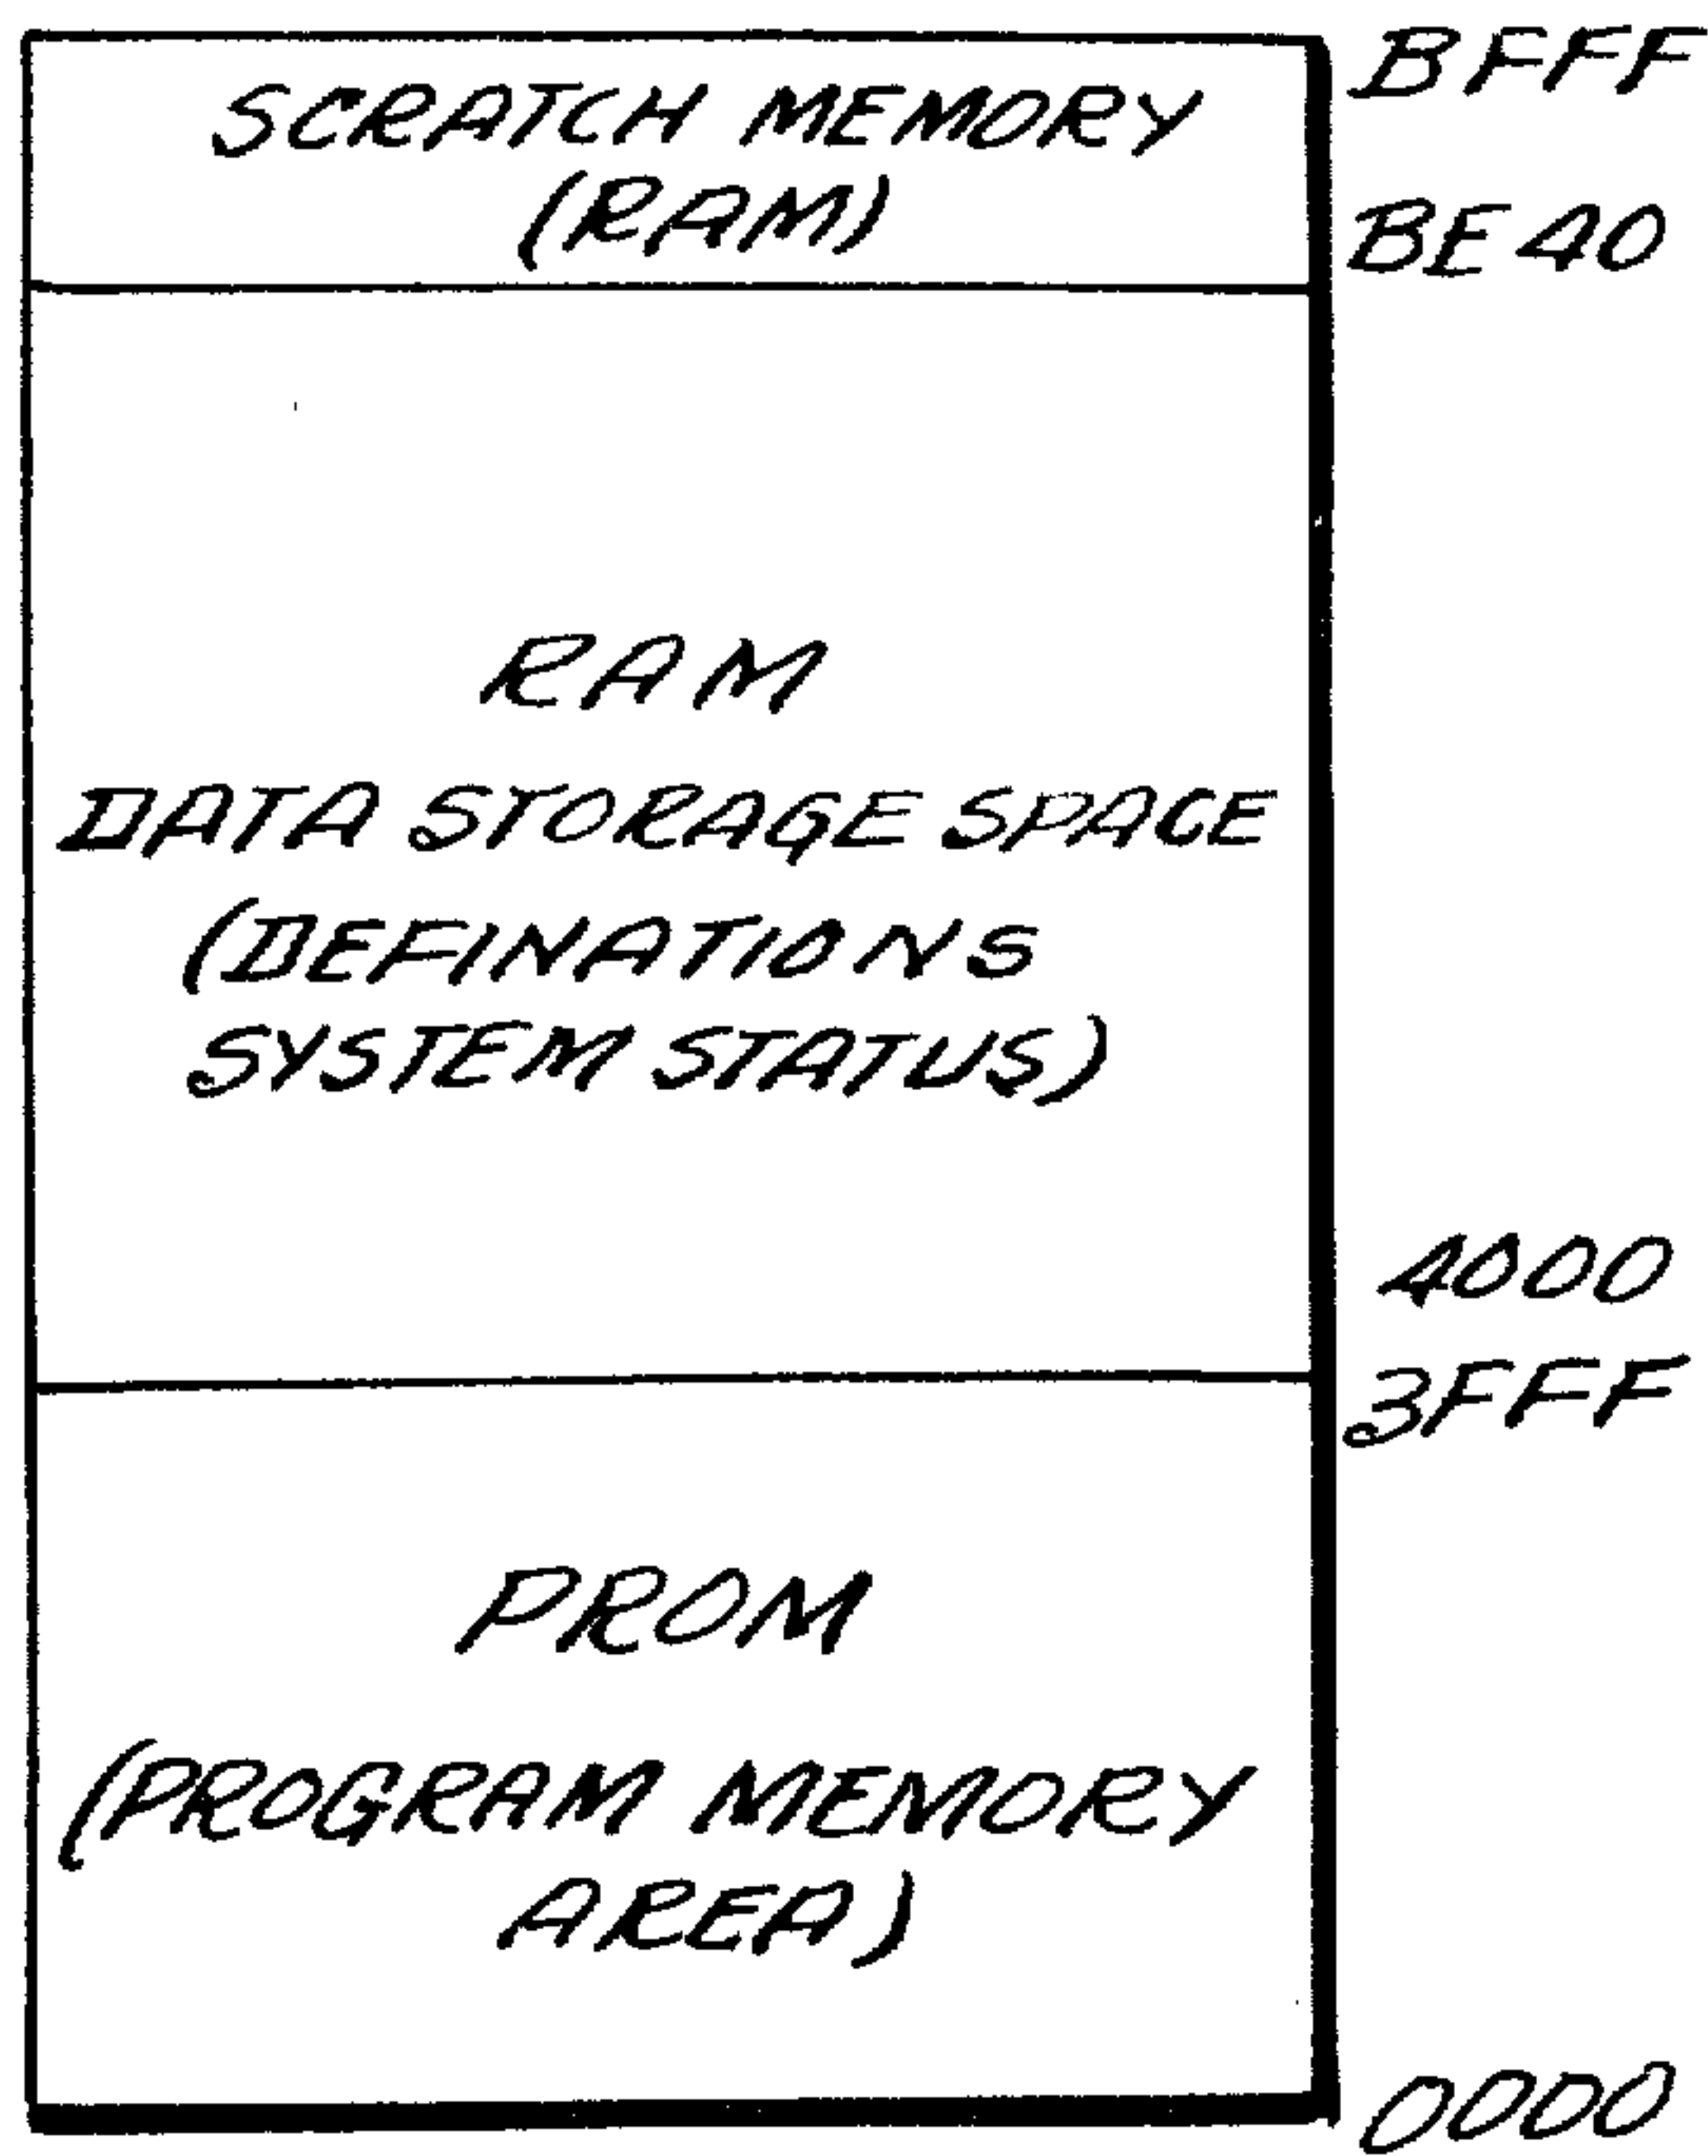 SCRATCH MEMORY BFFF
(RAM) BE40
RAM
DATA STORAGE SPACE
(DEFINATIONS
SYSTEM STATUS)
4000
3FFF
PROM
(PROGRAM MEMORY
AREA)
0000